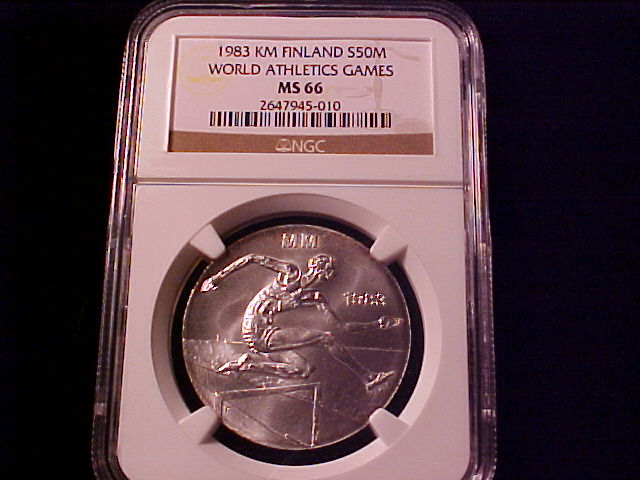 1983 KM FINLAND S50M
WORLD ATHLETICS GAMES
MS 66
2647945-010
NGC
MM
1983